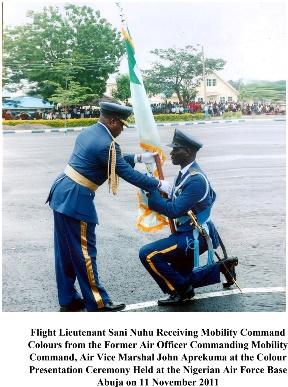 Flight Lieutenant Sani Nuhu Receiving Mobility Command
Colours from the Former Air Officer Commanding Mobility
Command, Air Vice Marshal John Aprekuma at the Colour
Presentation Ceremony Held at the Nigerian Air Force Base
Abuja on 11 November 2011